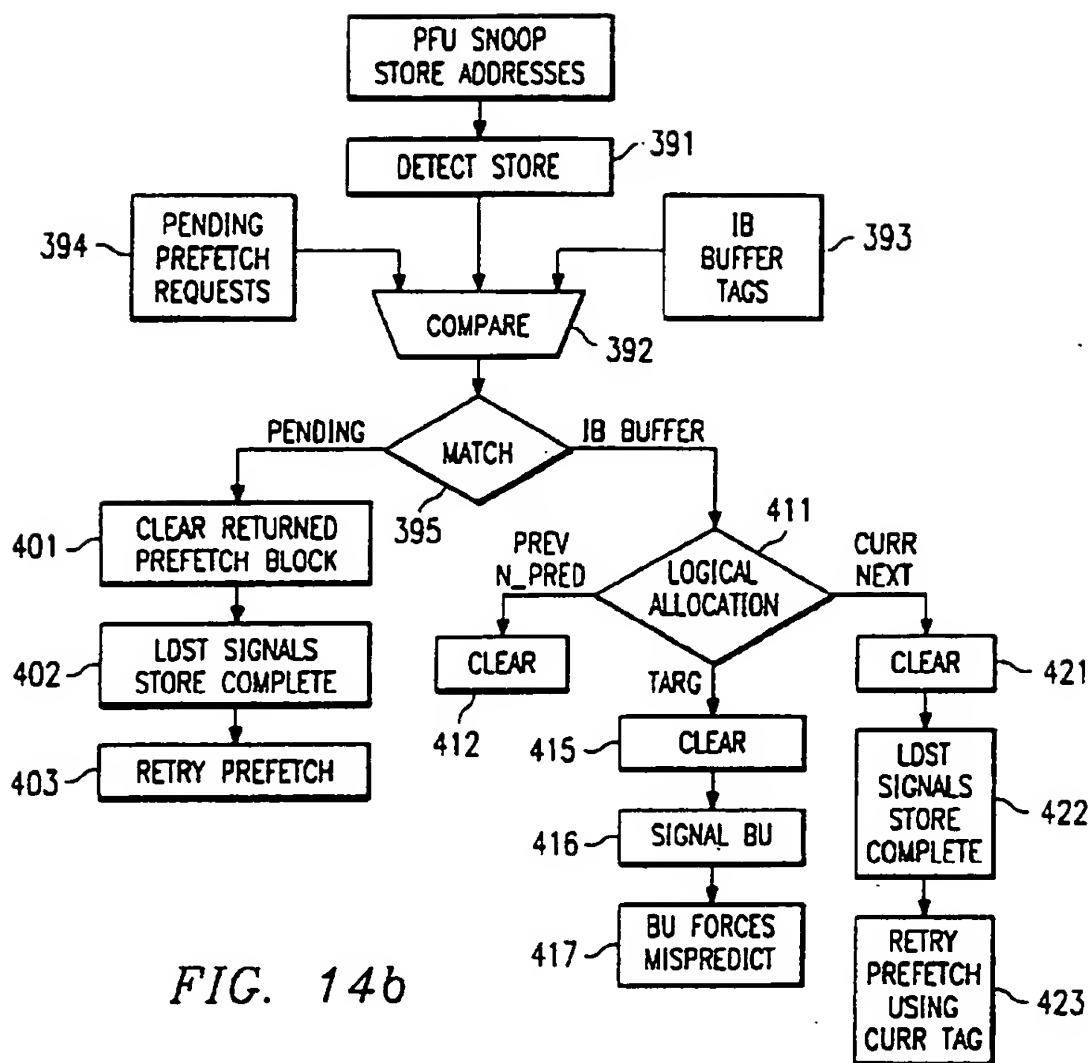 PFU SNOOP
STORE ADDRESSES
DETECT STORE
391
394
PENDING
PREFETCH
REQUESTS
IB
BUFFER
TAGS
393
COMPARE
392
PENDING
MATCH
IB BUFFER
395
401
CLEAR RETURNED
PREFETCH BLOCK
402
LDST SIGNALS
STORE COMPLETE
403
RETRY PREFETCH
411
PREV
N_PRED
LOGICAL
ALLOCATION
CURR
NEXT
CLEAR
412
TARG
415
CLEAR
416
SIGNAL BU
417
BU FORCES
MISPREDICT
CLEAR
421
LDST
SIGNALS
STORE
COMPLETE
422
RETRY
PREFETCH
USING
CURR TAG
423
FIG. 14b